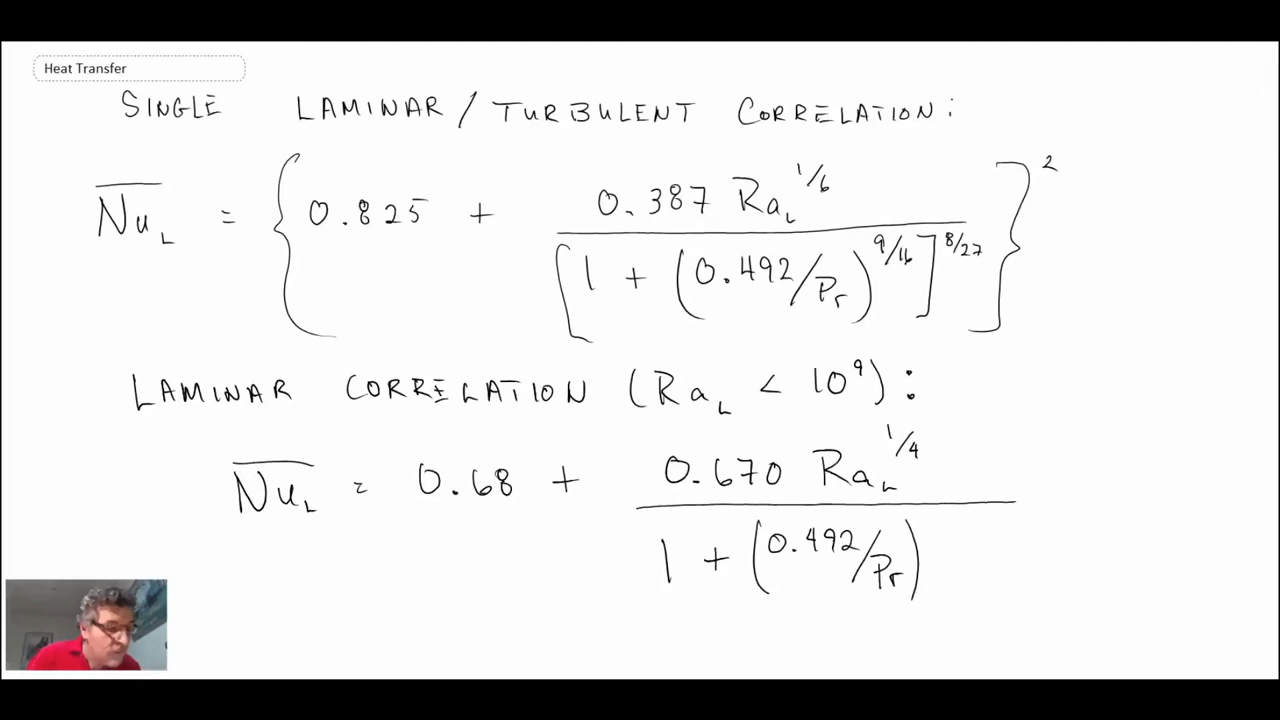 Heat Transfer
SINGLE LAMINAR / TURBULENT CORRELATION:
N̅u̅_L = { 0.825 + 0.387 Ra_L^1/6 / [1 + (0.492/Pr)^9/16]^8/27 }^2
LAMINAR CORRELATION (Ra_L < 10^9):
N̅u̅_L = 0.68 + 0.670 Ra_L^1/4 / 1 + (0.492/Pr)